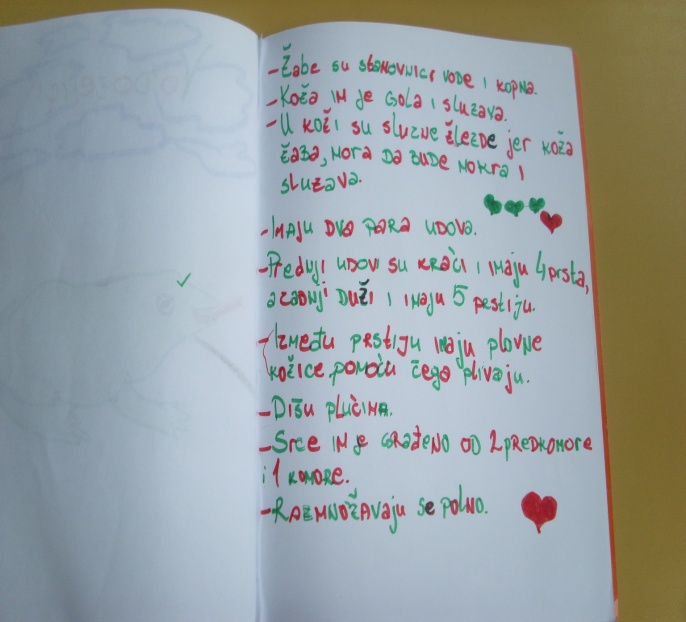 -Žabe su stanovnici vode i kopna.
-Koža im je gola i sluzava.
-U koži su sluzne žlezde jer koža
žaba, mora da bude mokra i
sluzava.
-Imaju dva para udova.
-Prednji udovi su kraći i imaju 4 prsta,
a zadnji duži i imaju 5 prstiju.
-Između prstiju imaju plovne
kožice pomoću čega plivaju.
-Dišu plućima.
-Srce im je građeno od 2 predkomore
i 1 komore.
-Razmnožavaju se polno.